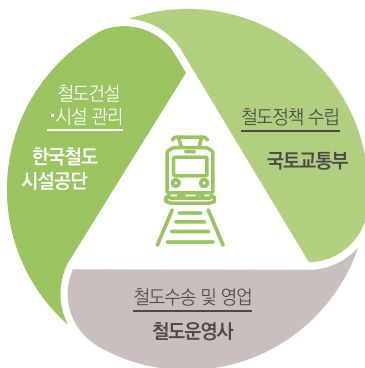 철도건설
·시설 관리
한국철도
시설공단
철도정책 수립
국토교통부
철도수송 및 영업
철도운영사